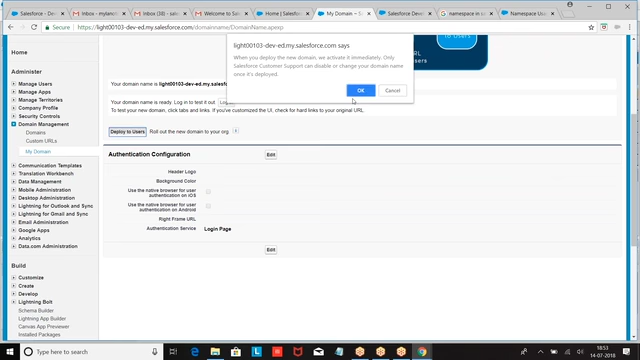 Salesforce - Dev
Inbox - mylam
Inbox (38) - s
Welcome to S
Home | Salesfo
My Domain ~
Salesforce Dev
namespace in s
Namespace U
Secure
https://light00103-dev-ed.my.salesforce.com/domainname/DomainName.apexp
light00103-dev-ed.my.salesforce.com says
When you deploy the new domain, we activate it immediately. Only
Salesforce Customer Support can disable or change your domain name
once it's deployed.
OK
Cancel
to Users
Home
Administer
Manage Users
Manage Apps
Manage Territories
Company Profile
Security Controls
Domain Management
Domains
Custom URLs
My Domain
Communication Templates
Translation Workbench
Data Management
Mobile Administration
Desktop Administration
Lightning for Outlook and Sync
Lightning for Gmail and Sync
Email Administration
Google Apps
Analytics
Data.com Administration
Build
Customize
Create
Develop
Lightning Bolt
Schema Builder
Lightning App Builder
Canvas App Previewer
Installed Packages
Your domain name is light00103-dev-ed.my.salesfo
Your domain name is ready. Log in to test it out.
To test your new domain, click tabs and links. If you've customized the UI, check for hard links to your original URL.
Deploy to Users
Roll out the new domain to your org.
Authentication Configuration
Edit
Header Logo
Background Color
Use the native browser for user
authentication on iOS
Use the native browser for user
authentication on Android
Right Frame URL
Authentication Service
Login Page
Edit
Type here to search
18:53
14-07-2018